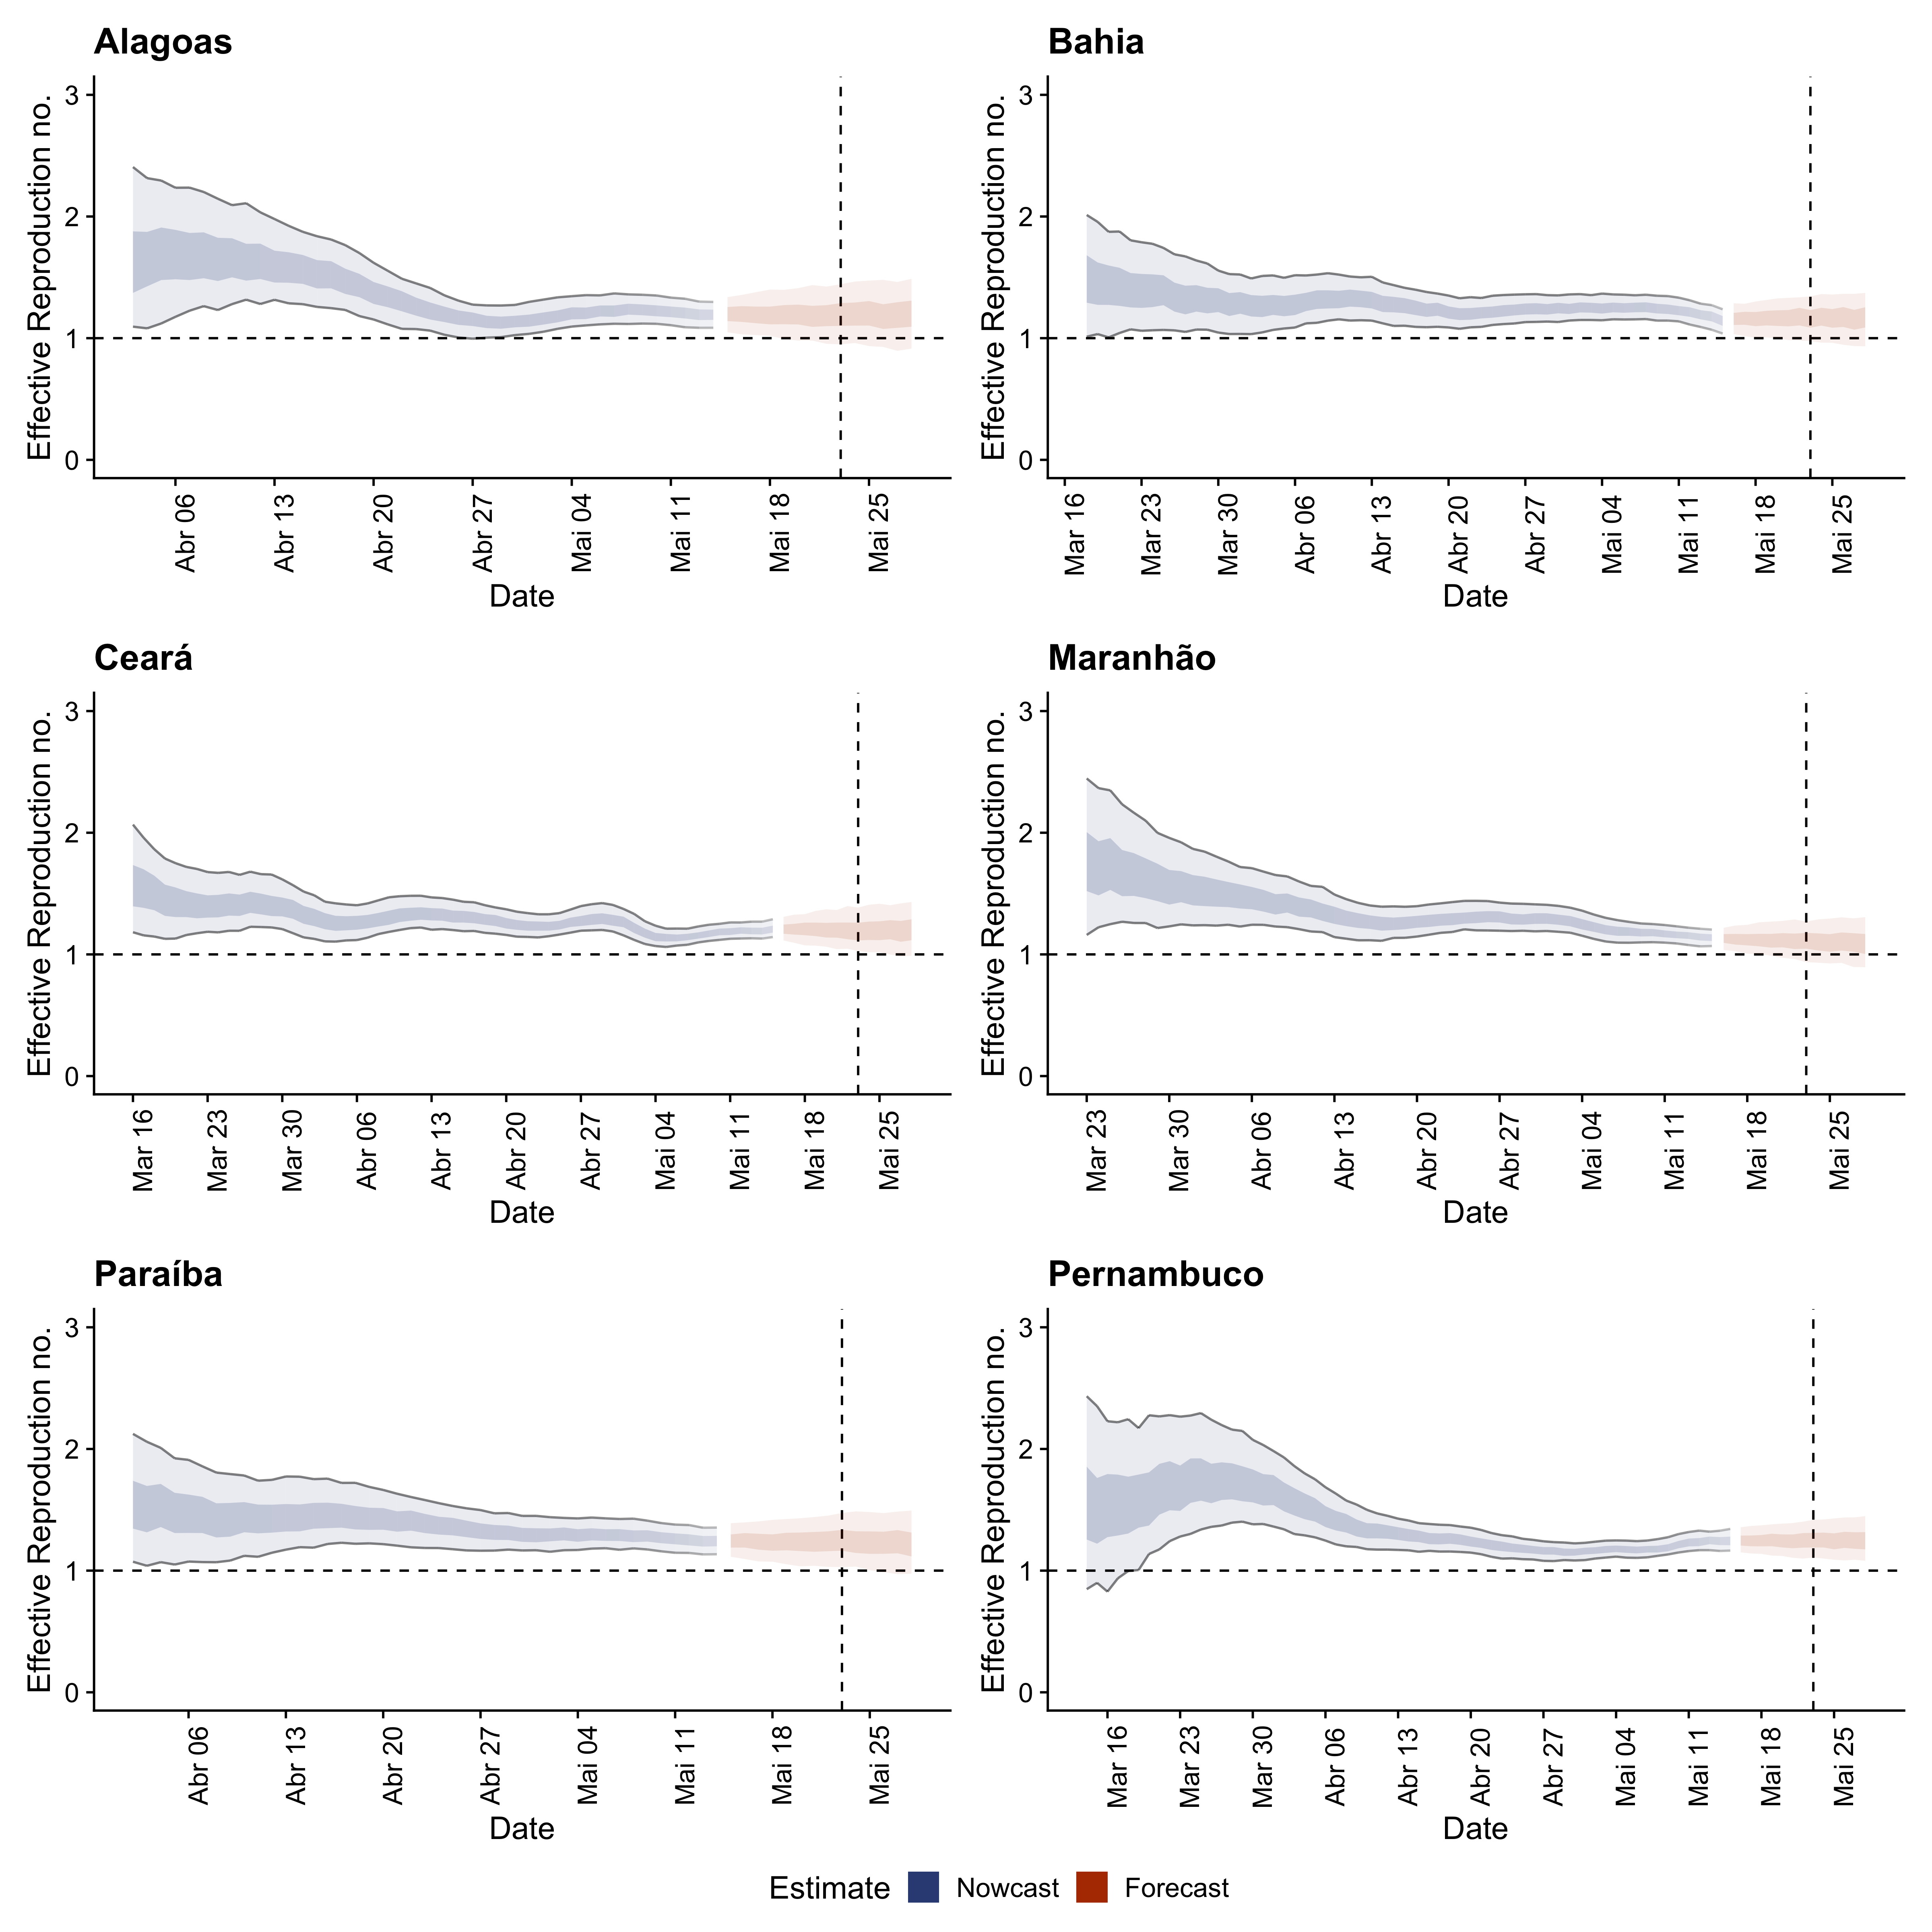 Alagoas
Effective Reproduction no.
3
2
1
0
Abr 06
Abr 13
Abr 20
Abr 27
Mai 04
Mai 11
Mai 18
Mai 25
Date
Bahia
Effective Reproduction no.
3
2
1
0
Mar 16
Mar 23
Mar 30
Abr 06
Abr 13
Abr 20
Abr 27
Mai 04
Mai 11
Mai 18
Mai 25
Date
Ceará
Effective Reproduction no.
3
2
1
0
Mar 16
Mar 23
Mar 30
Abr 06
Abr 13
Abr 20
Abr 27
Mai 04
Mai 11
Mai 18
Mai 25
Date
Maranhão
Effective Reproduction no.
3
2
1
0
Mar 23
Mar 30
Abr 06
Abr 13
Abr 20
Abr 27
Mai 04
Mai 11
Mai 18
Mai 25
Date
Paraíba
Effective Reproduction no.
3
2
1
0
Abr 06
Abr 13
Abr 20
Abr 27
Mai 04
Mai 11
Mai 18
Mai 25
Date
Pernambuco
Effective Reproduction no.
3
2
1
0
Mar 16
Mar 23
Mar 30
Abr 06
Abr 13
Abr 20
Abr 27
Mai 04
Mai 11
Mai 18
Mai 25
Date
Estimate Nowcast Forecast